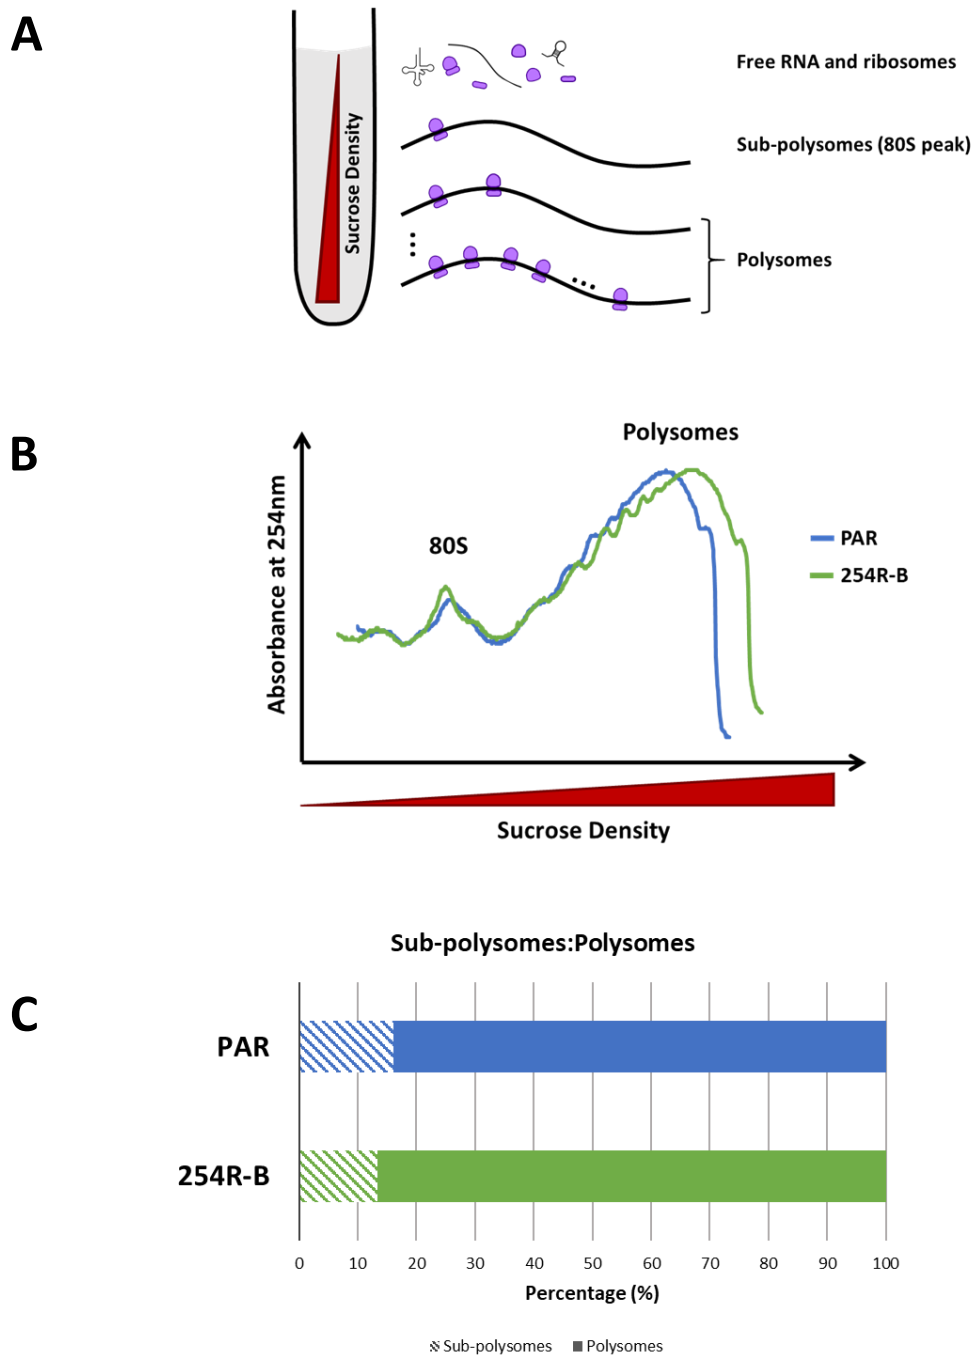 A
Sucrose Density
Free RNA and ribosomes
Sub-polysomes (80S peak)
Polysomes
B
Polysomes
80S
Absorbance at 254nm
PAR
254R-B
Sucrose Density
C
Sub-polysomes:Polysomes
PAR
254R-B
0 10 20 30 40 50 60 70 80 90 100
Percentage (%)
Sub-polysomes Polysomes